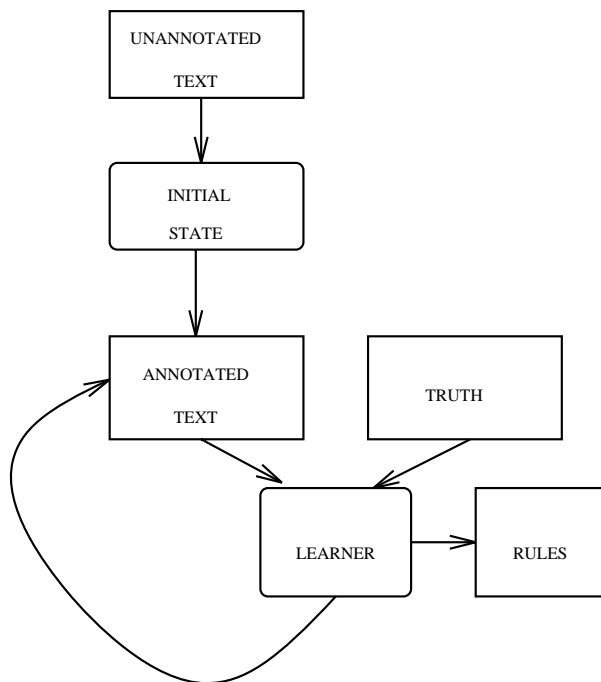 UNANNOTATED
TEXT
INITIAL
STATE
ANNOTATED
TEXT
TRUTH
LEARNER
RULES